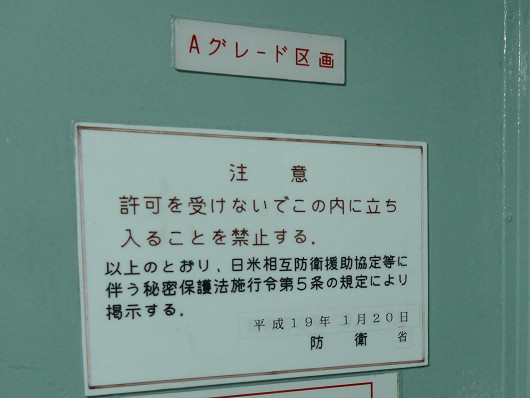 Aグレード区画
注　意
許可を受けないでこの内に立ち
入ることを禁止する．
以上のとおり，日米相互防衛援助協定等に
伴う秘密保護法施行令第5条の規定により
掲示する．
平成19年 1月20日
防 衛 省